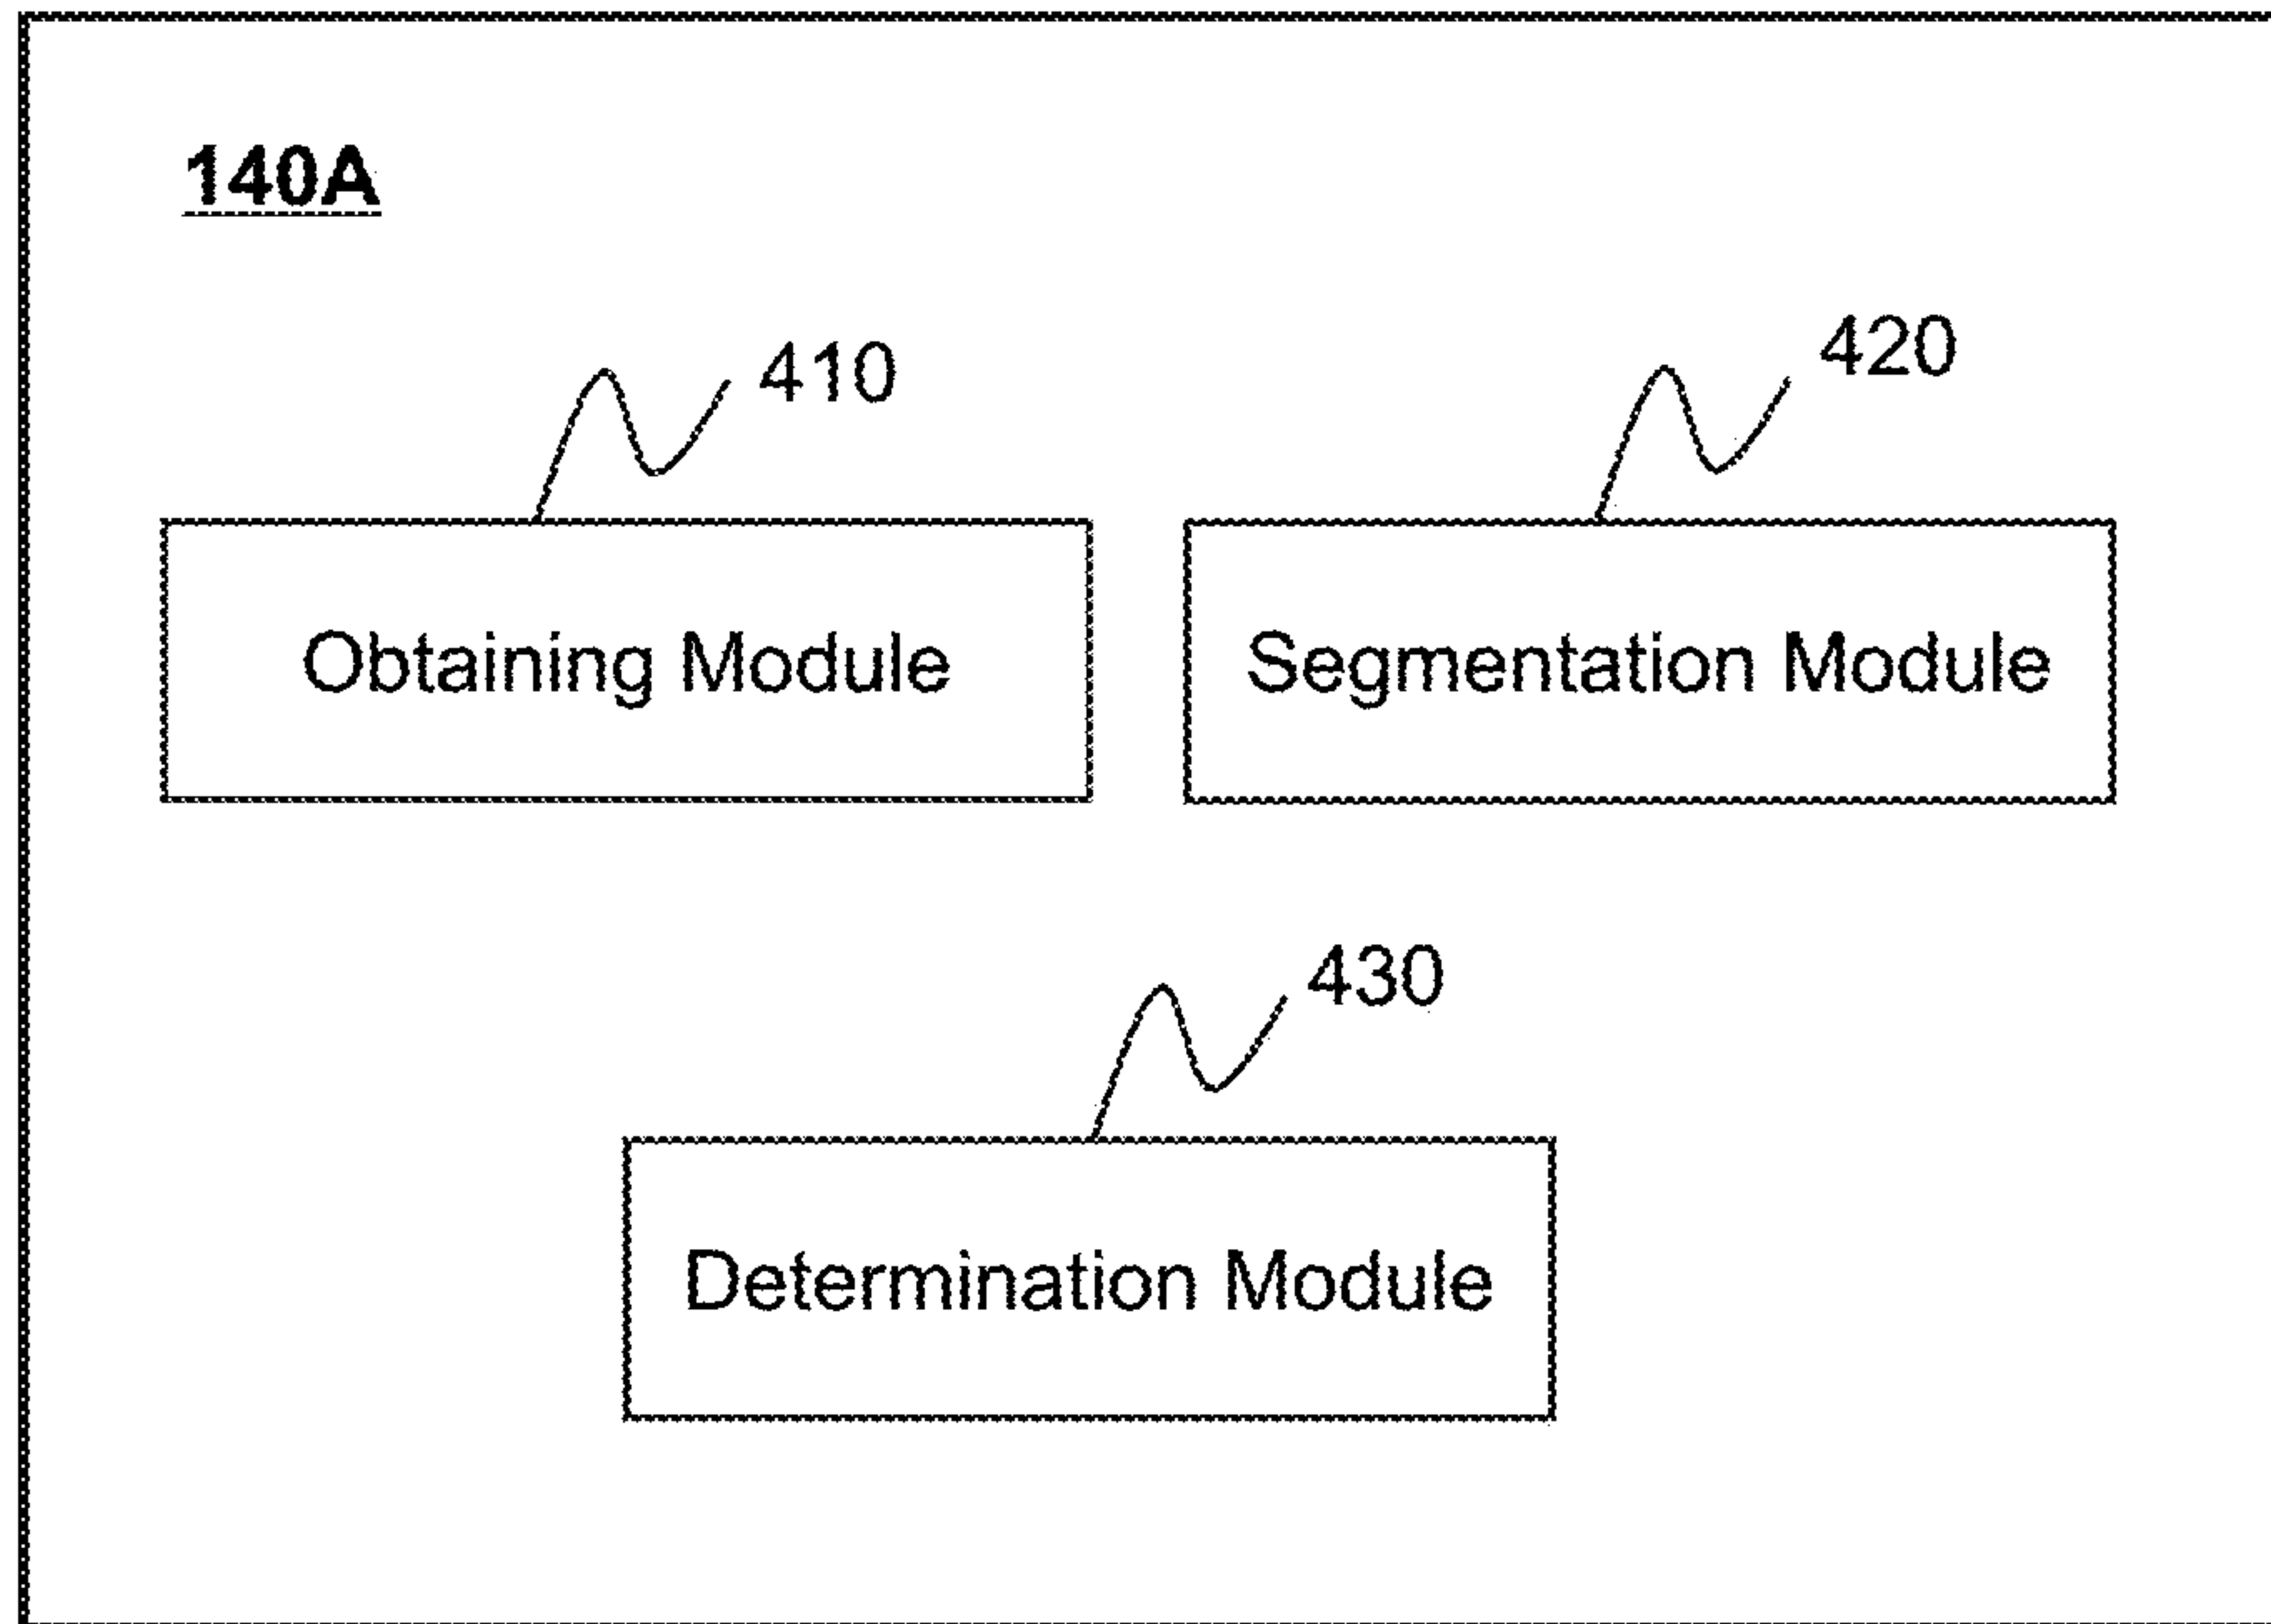 140A
410
420
Obtaining Module
Segmentation Module
430
Determination Module